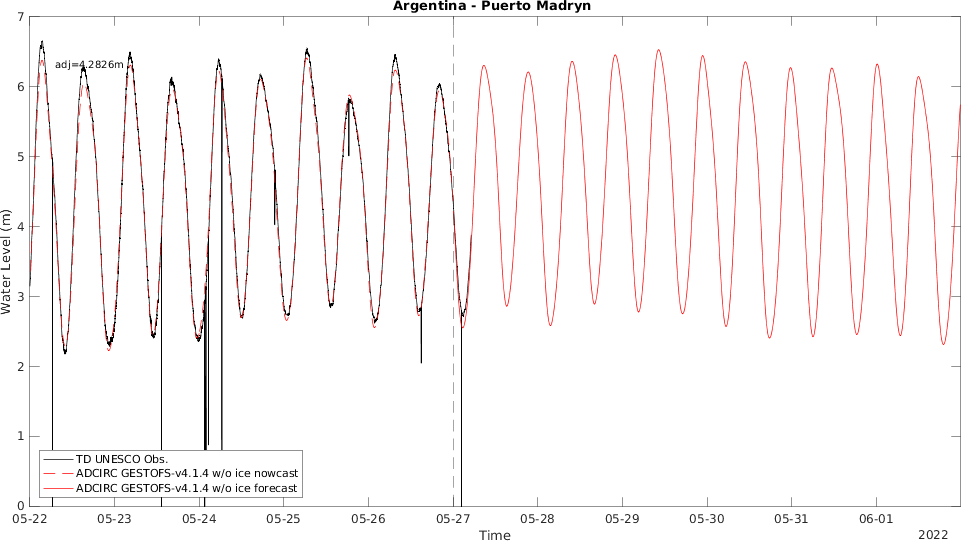 Argentina - Puerto Madryn
7
adj=4.2826m
6
5
4
3
2
1
0
Water Level (m)
TD UNESCO Obs.
ADCIRC GESTOFS-v4.1.4 w/o ice nowcast
ADCIRC GESTOFS-v4.1.4 w/o ice forecast
05-22 05-23 05-24 05-25 05-26 05-27 05-28 05-29 05-30 05-31 06-01
Time
2022